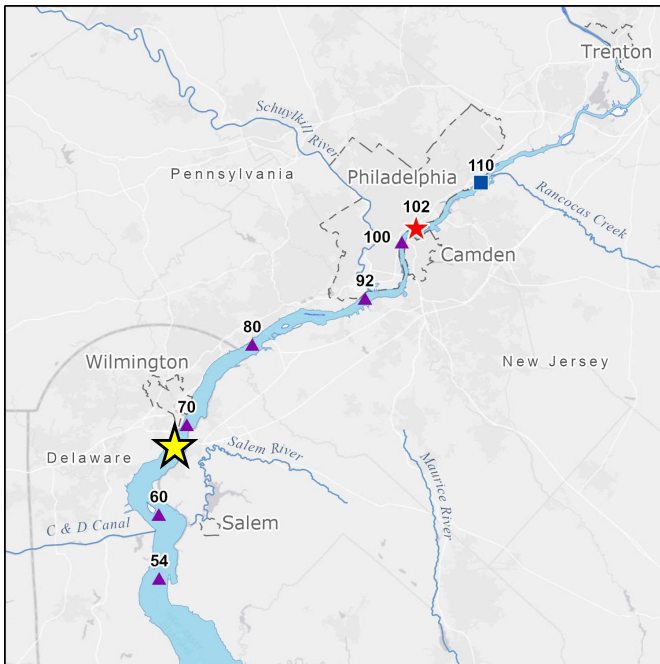 Trenton
Schuylkill River
Pennsylvania
Philadelphia
110
Rancocas Creek
102
100
Camden
92
80
Wilmington
New Jersey
70
Salem River
Maurice River
Delaware
60
C & D Canal
Salem
54